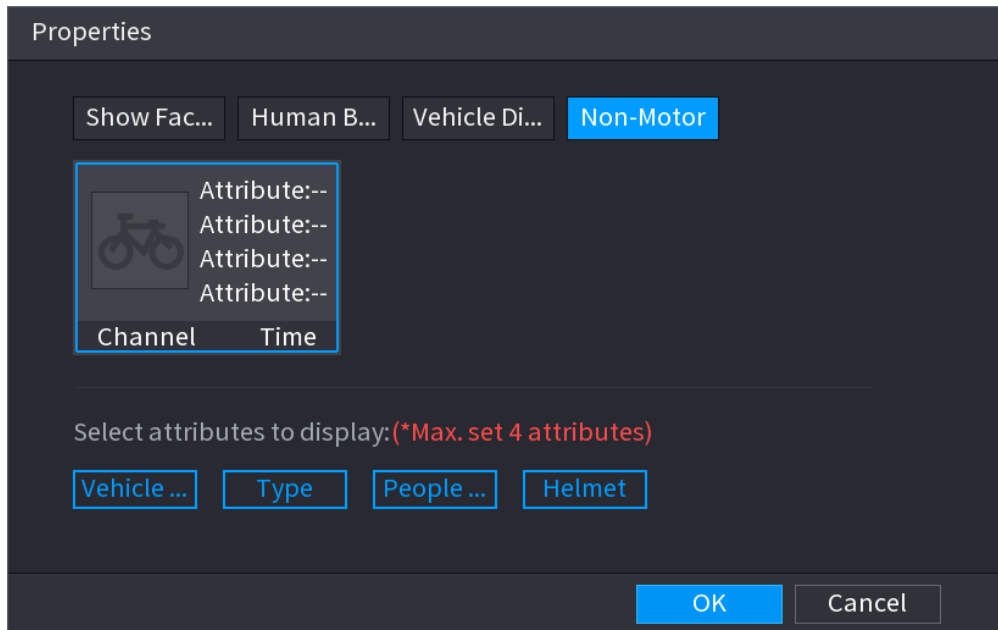 Properties
Show Fac... Human B... Vehicle Di... Non-Motor
Attribute:--
Attribute:--
Attribute:--
Attribute:--
Channel Time
Select attributes to display:(*Max. set 4 attributes)
Vehicle ... Type People ... Helmet
OK Cancel